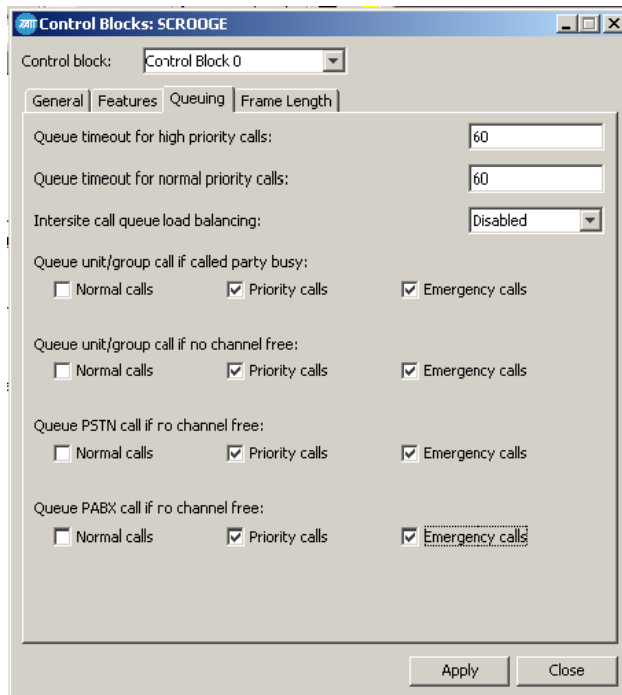 TAIT Control Blocks: SCROOGE
Control block: Control Block 0
General Features Queuing Frame Length
Queue timeout for high priority calls: 60
Queue timeout for normal priority calls: 60
Intersite call queue load balancing: Disabled
Queue unit/group call if called party busy:
Normal calls Priority calls Emergency calls
Queue unit/group call if no channel free:
Normal calls Priority calls Emergency calls
Queue PSTN call if no channel free:
Normal calls Priority calls Emergency calls
Queue PABX call if no channel free:
Normal calls Priority calls Emergency calls
Apply Close